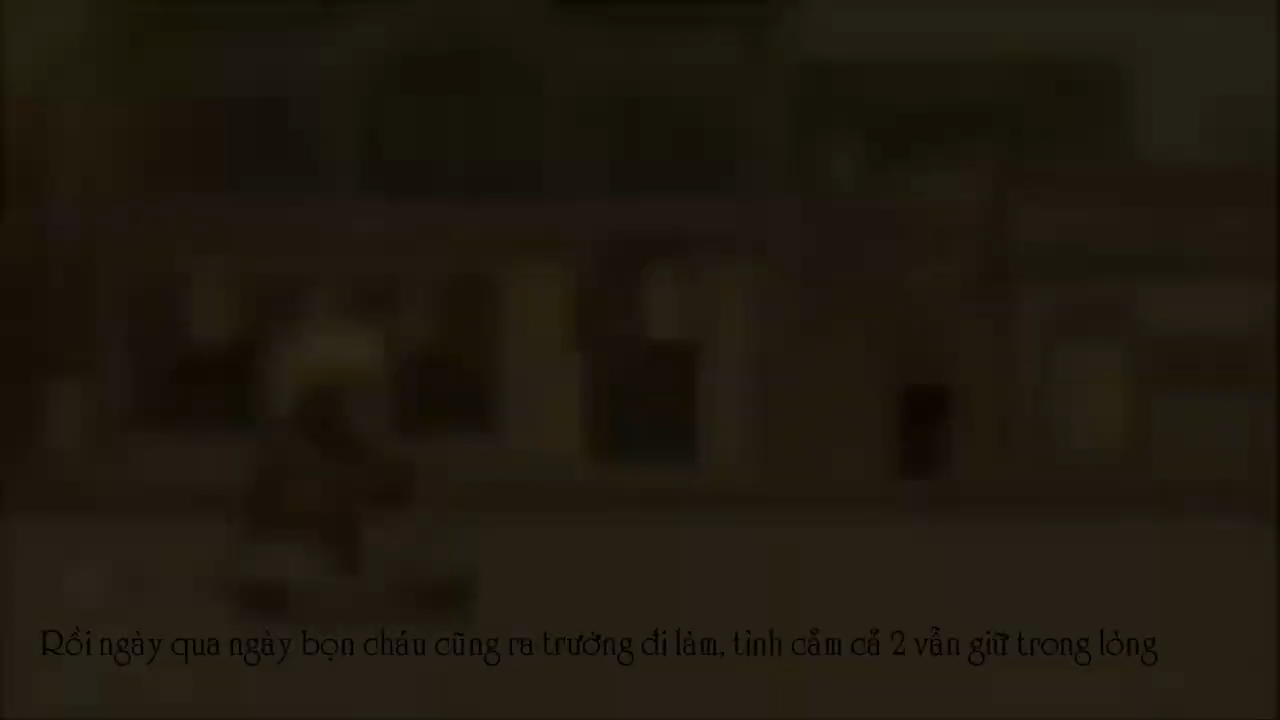 Rồi ngày qua ngày bọn cháu cũng ra trường đi làm, tình cảm cả 2 vẫn giữ trong lòng